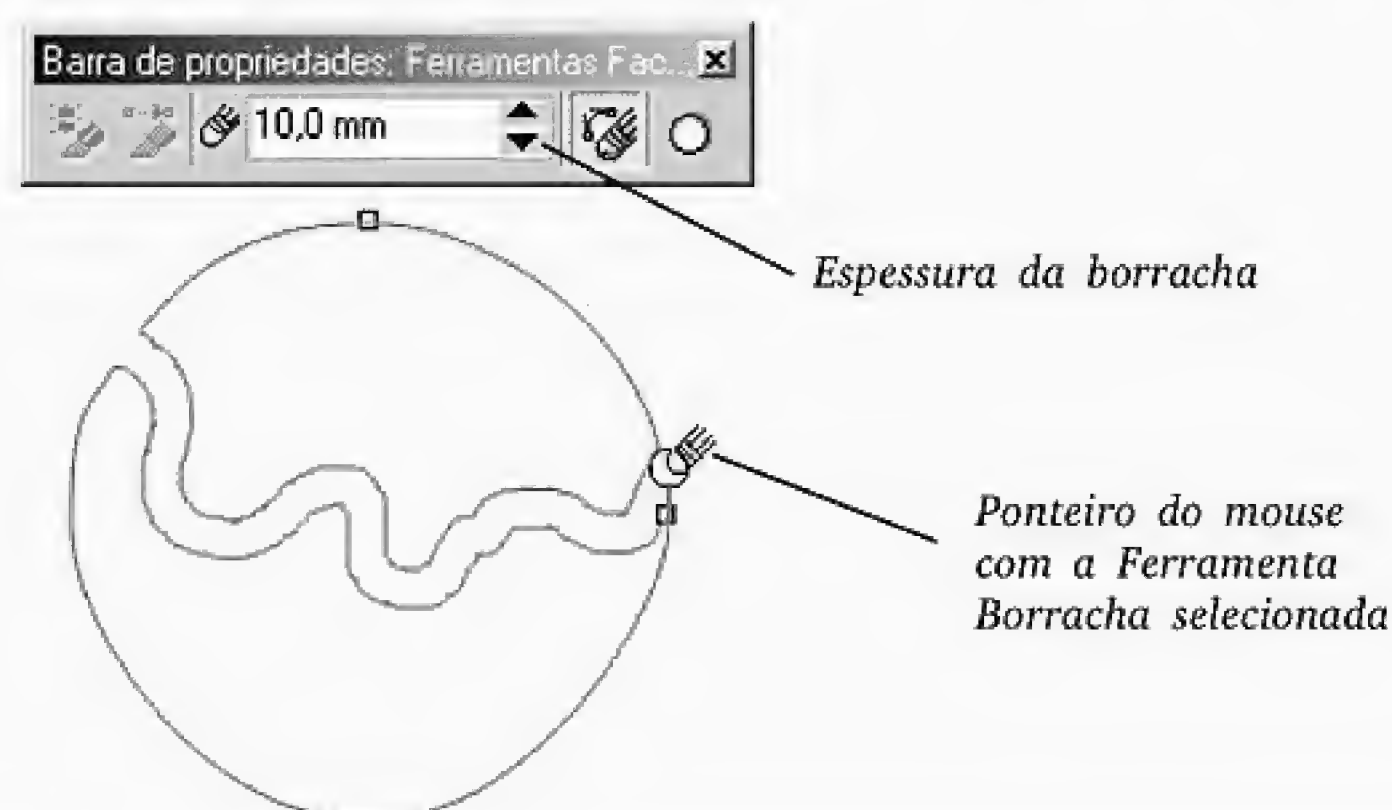 Barra de propriedades: Ferramentas Fac...
10,0 mm
Espessura da borracha
Ponteiro do mouse
com a Ferramenta
Borracha selecionada